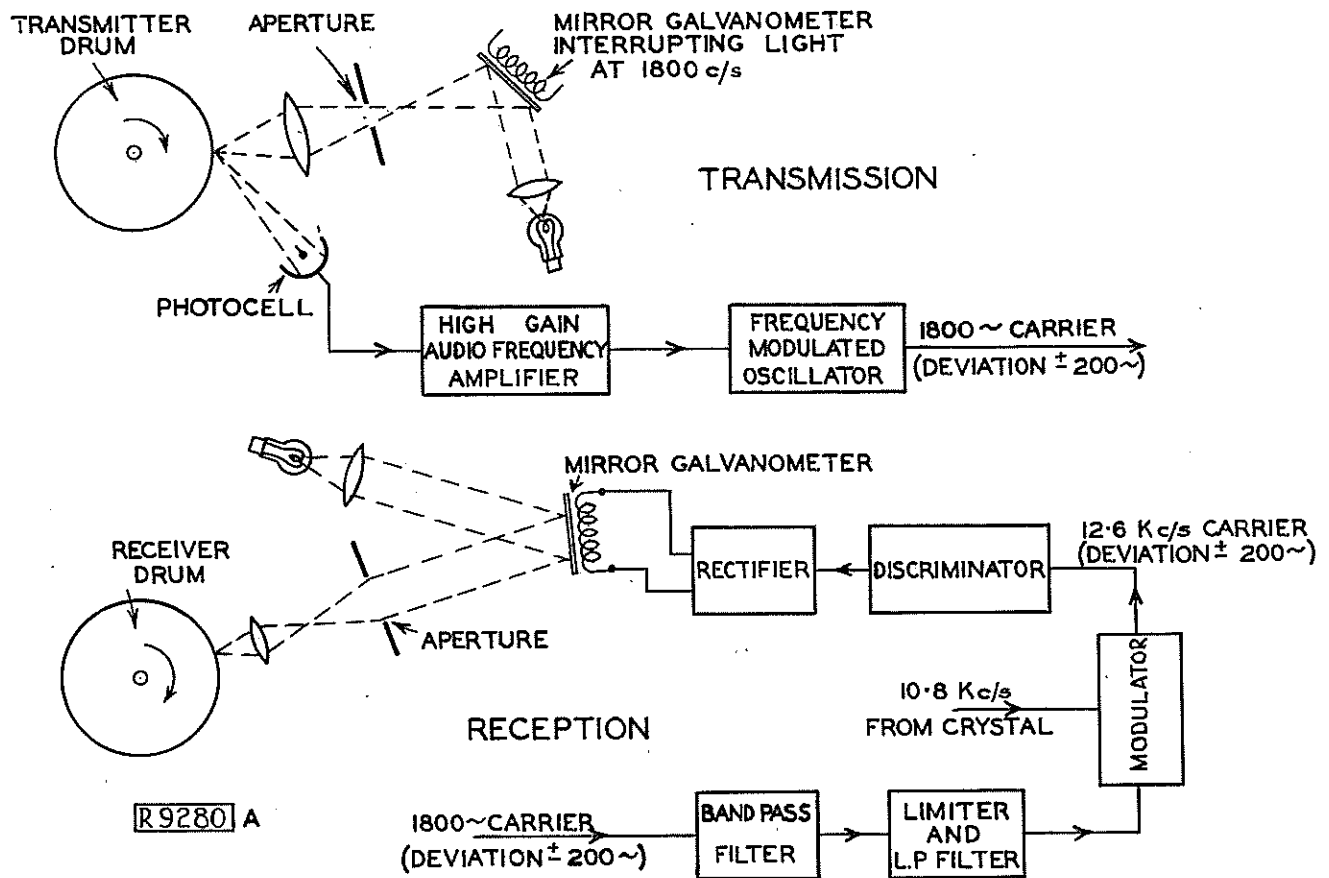 TRANSMITTER
DRUM
APERTURE
MIRROR GALVANOMETER
INTERRUPTING LIGHT
AT 1800 c/s
TRANSMISSION
PHOTOCELL
HIGH GAIN
AUDIO FREQUENCY
AMPLIFIER
FREQUENCY
MODULATED
OSCILLATOR
1800 ~ CARRIER
(DEVIATION ± 200 ~)
MIRROR GALVANOMETER
RECEIVER
DRUM
APERTURE
RECTIFIER
DISCRIMINATOR
12·6 Kc/s CARRIER
(DEVIATION ± 200 ~)
MODULATOR
10·8 Kc/s
FROM CRYSTAL
RECEPTION
R9280 A
1800 ~ CARRIER
(DEVIATION ± 200 ~)
BAND PASS
FILTER
LIMITER
AND
L.P FILTER